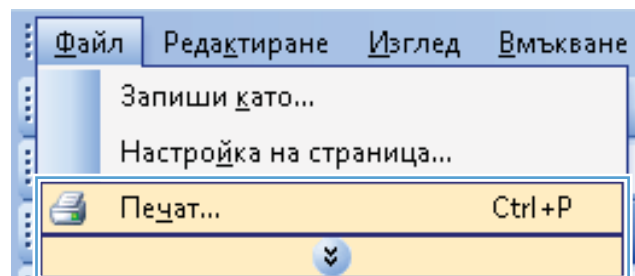 Файл Редактиране Изглед Вмъкване
Запиши като...
Настройка на страница...
Печат... Ctrl+P